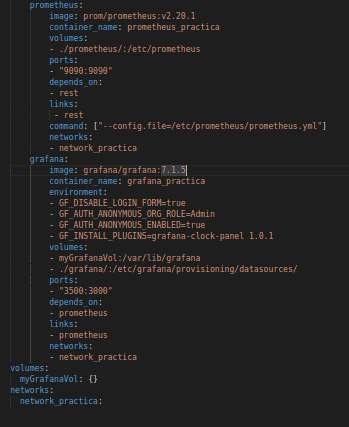 prometheus:
image: prom/prometheus:v2.20.1
container_name: prometheus_practica
volumes:
- ./prometheus/:/etc/prometheus
ports:
- "9090:9090"
depends_on:
- rest
links:
- rest
command: ["--config.file=/etc/prometheus/prometheus.yml"]
networks:
- network_practica
grafana:
image: grafana/grafana:7.1.5
container_name: grafana_practica
environment:
- GF_DISABLE_LOGIN_FORM=true
- GF_AUTH_ANONYMOUS_ORG_ROLE=Admin
- GF_AUTH_ANONYMOUS_ENABLED=true
- GF_INSTALL_PLUGINS=grafana-clock-panel 1.0.1
volumes:
- myGrafanaVol:/var/lib/grafana
- ./grafana/:/etc/grafana/provisioning/datasources/
ports:
- "3500:3000"
depends_on:
- prometheus
links:
- prometheus
networks:
- network_practica
volumes:
myGrafanaVol: {}
networks:
network_practica: